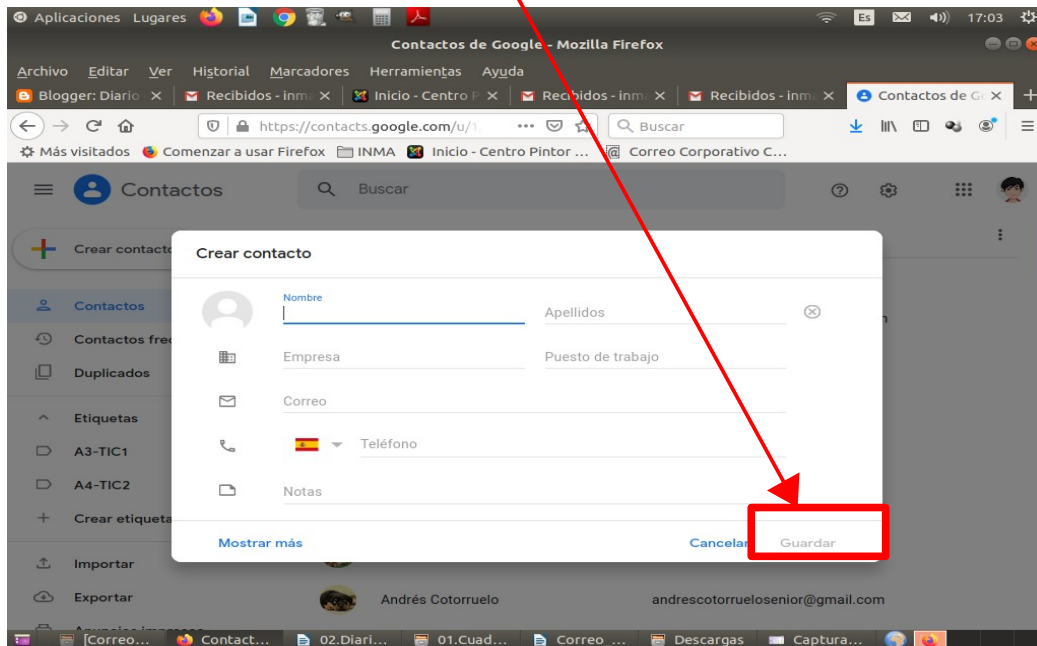 Aplicaciones Lugares Es 17:03
Contactos de Google - Mozilla Firefox
Archivo Editar Ver Historial Marcadores Herramientas Ayuda
Blogger: Diario Recibidos - inm Inicio - Centro P Recibidos - inm Recibidos - inm Contactos de G
https://contacts.google.com/u/1 Buscar
Más visitados Comenzar a usar Firefox INMA Inicio - Centro Pintor ... Correo Corporativo C...
Contactos Buscar
Crear contacto
Crear contacto
Nombre
Contactos Apellidos
Contactos fre
Empresa Puesto de trabajo
Duplicados
Correo
Etiquetas
Teléfono
A3-TIC1
A4-TIC2
Notas
Crear etiqueta
Mostrar más Cancelar Guardar
Importar
Exportar Andrés Cotorruelo andrescotorruelosenior@gmail.com
[Correo... Contact... 02.Diari... 01.Cuad... Correo ... Descargas Captura...